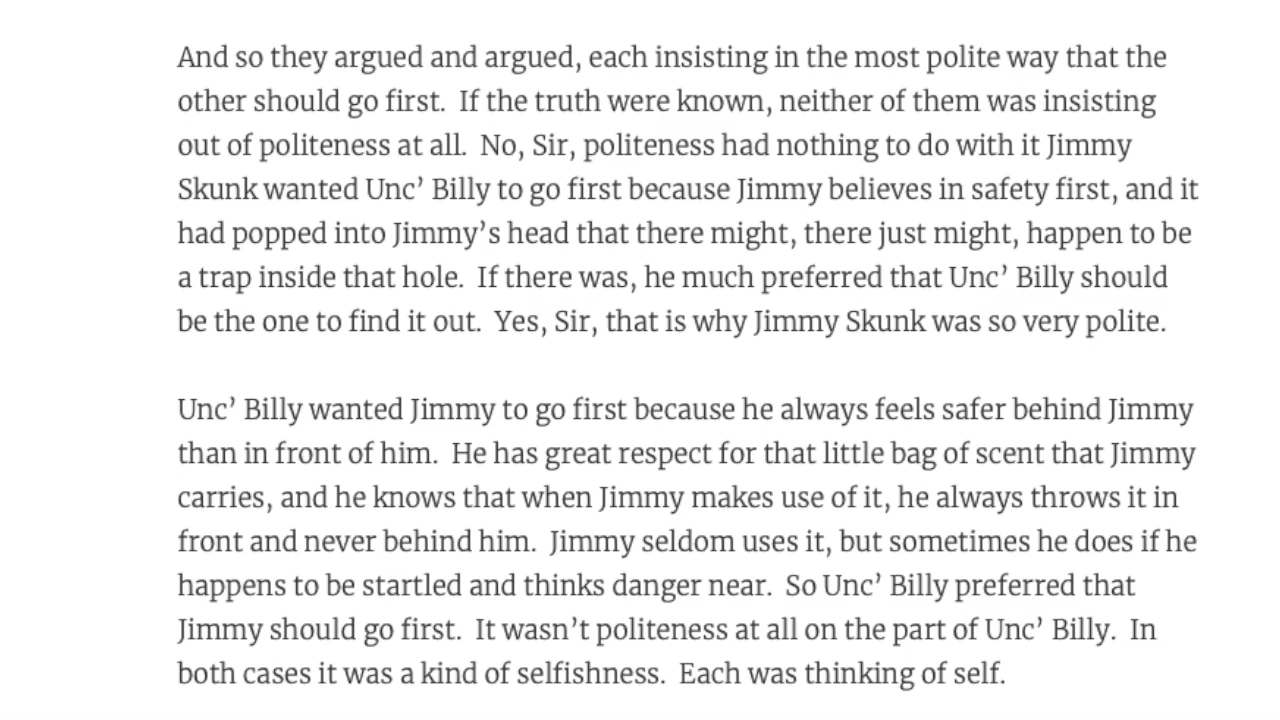 And so they argued and argued, each insisting in the most polite way that the
other should go first.  If the truth were known, neither of them was insisting
out of politeness at all.  No, Sir, politeness had nothing to do with it Jimmy
Skunk wanted Unc’ Billy to go first because Jimmy believes in safety first, and it
had popped into Jimmy’s head that there might, there just might, happen to be
a trap inside that hole.  If there was, he much preferred that Unc’ Billy should
be the one to find it out.  Yes, Sir, that is why Jimmy Skunk was so very polite.
Unc’ Billy wanted Jimmy to go first because he always feels safer behind Jimmy
than in front of him.  He has great respect for that little bag of scent that Jimmy
carries, and he knows that when Jimmy makes use of it, he always throws it in
front and never behind him.  Jimmy seldom uses it, but sometimes he does if he
happens to be startled and thinks danger near.  So Unc’ Billy preferred that
Jimmy should go first.  It wasn’t politeness at all on the part of Unc’ Billy.  In
both cases it was a kind of selfishness.  Each was thinking of self.